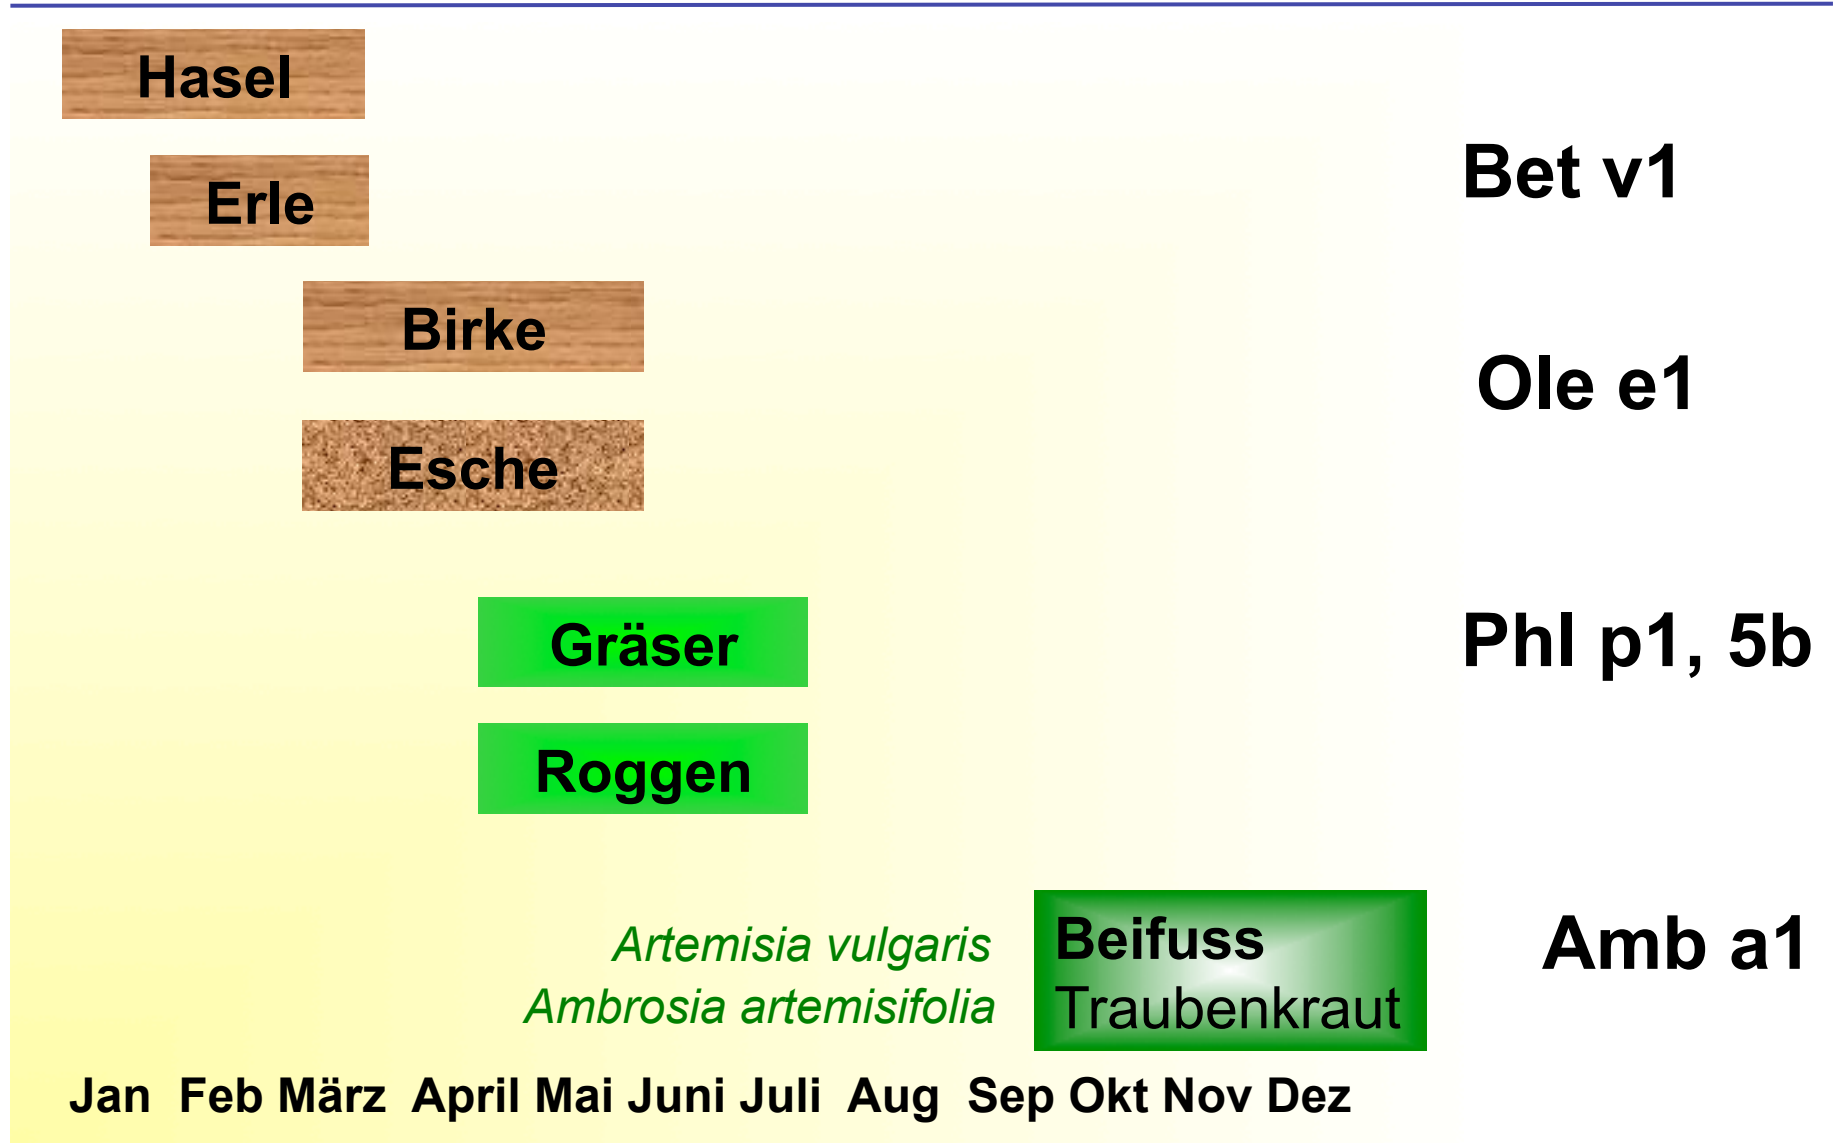 Hasel
Bet v1
Erle
Birke
Ole e1
Esche
Gräser
Phl p1, 5b
Roggen
Artemisia vulgaris
Beifuss
Amb a1
Ambrosia artemisifolia
Traubenkraut
Jan Feb März April Mai Juni Juli Aug Sep Okt Nov Dez